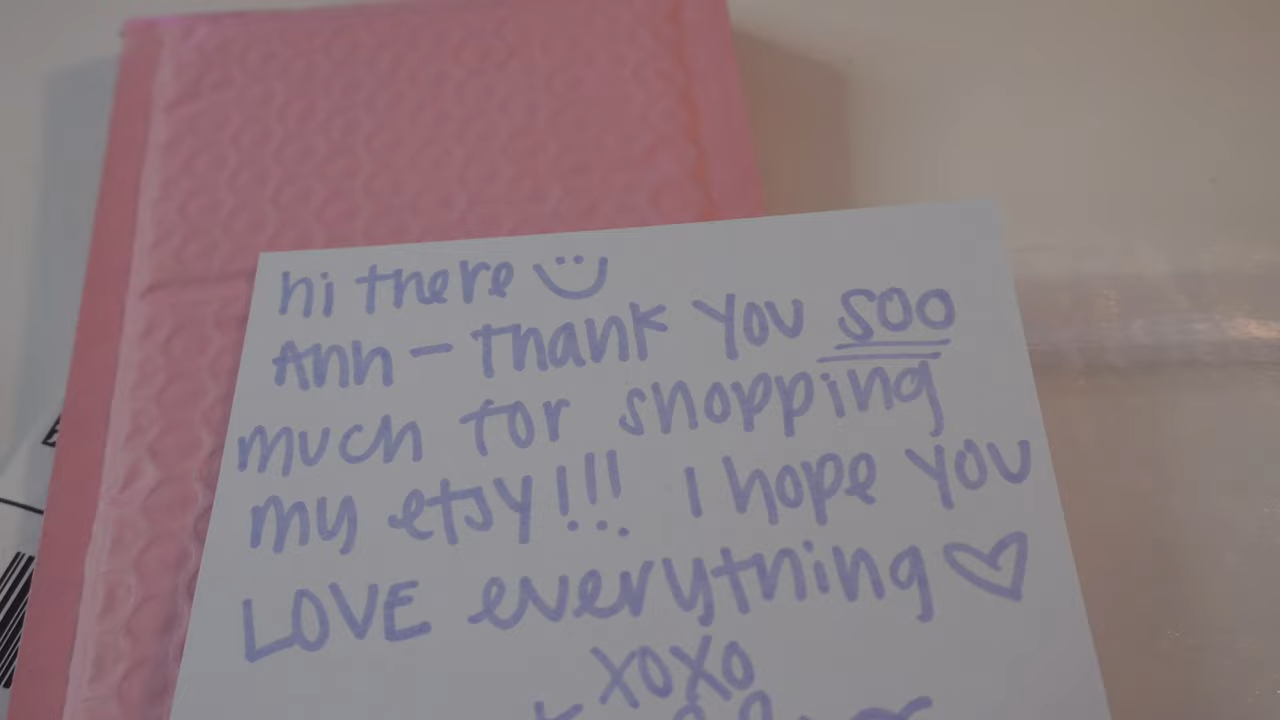 hi there
Ann - Thank you soo
much for shopping
my etsy!!! I hope you
LOVE everything ♡
xoxo